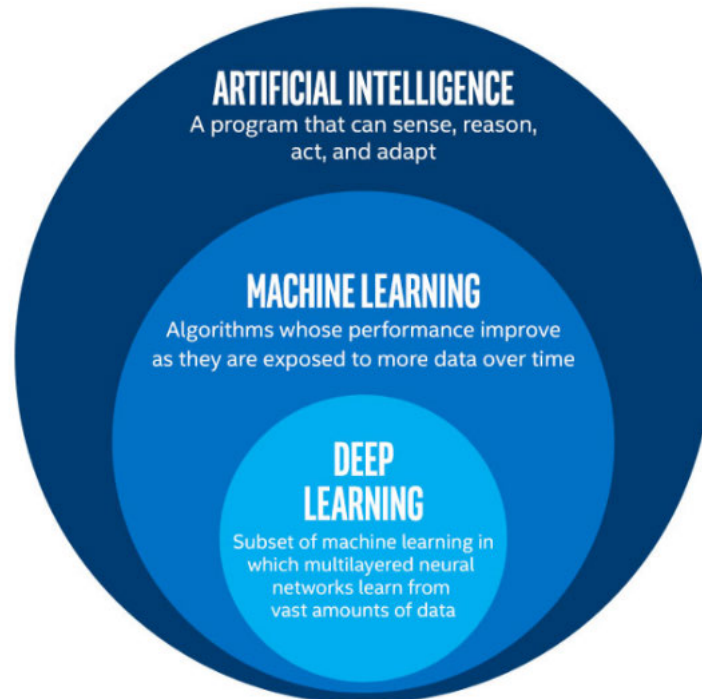 ARTIFICIAL INTELLIGENCE
A program that can sense, reason,
act, and adapt
MACHINE LEARNING
Algorithms whose performance improve
as they are exposed to more data over time
DEEP
LEARNING
Subset of machine learning in
which multilayered neural
networks learn from
vast amounts of data